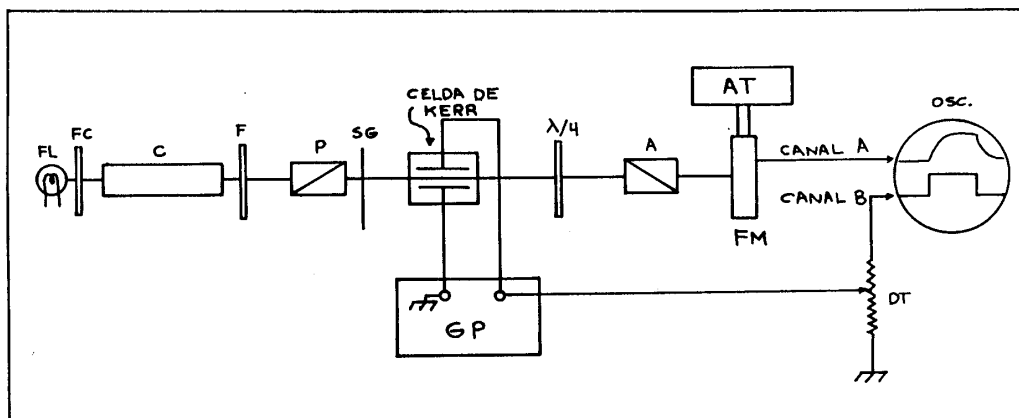 FL
FC
C
F
P
SG
CELDA DE
KERR
λ/4
A
AT
FM
CANAL A
CANAL B
OSC.
DT
GP